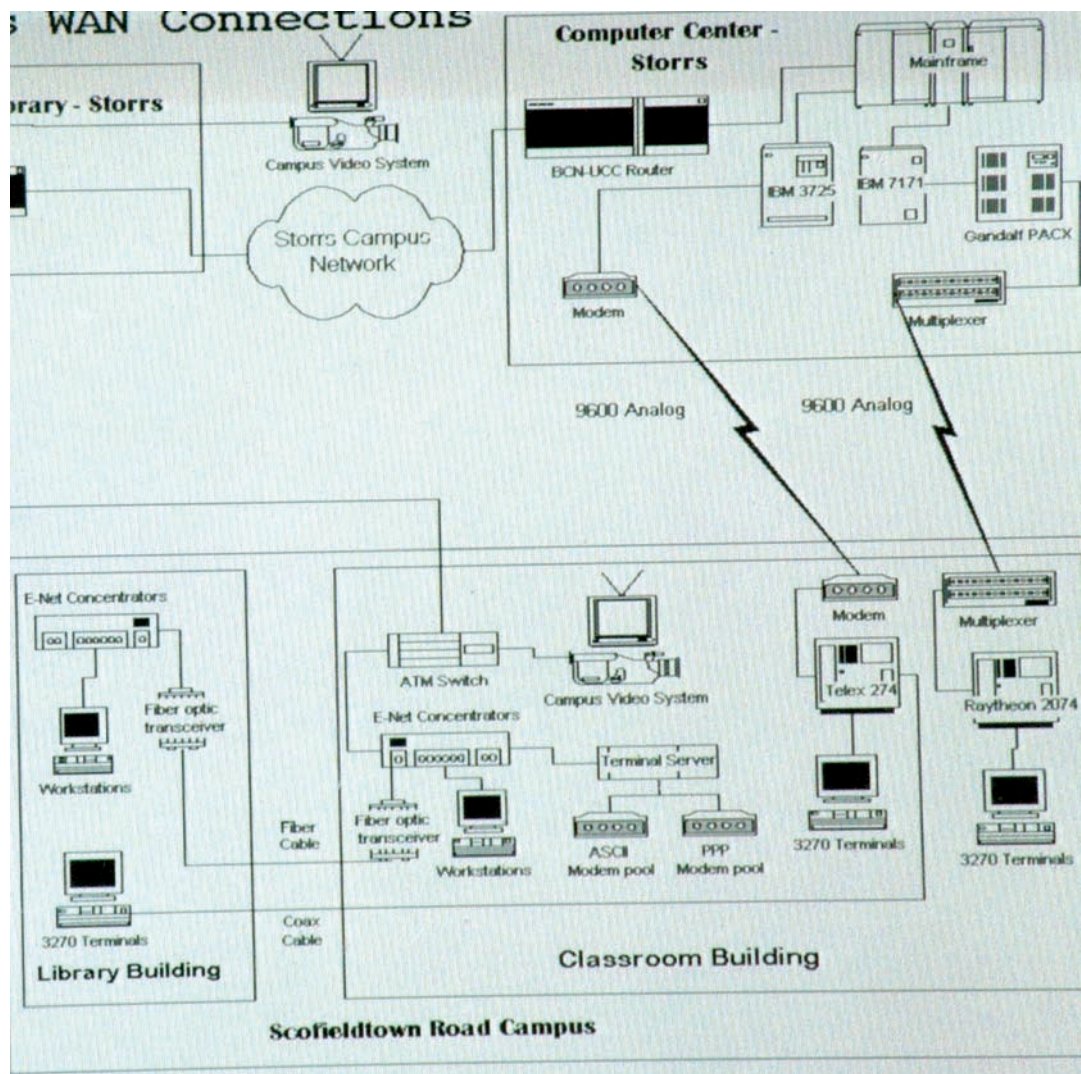 WAN Connections
Computer Center -
Storrs
Mainframe
- Storrs
Campus Video System
BCN-UCC Router
IBM 3725
IBM 7171
Gandalf PACX
Storrs Campus
Network
Modem
Multiplexer
9600 Analog
9600 Analog
E-Net Concentrators
Fiber optic
transceiver
Workstations
3270 Terminals
Library Building
Fiber
Cable
Coax
Cable
ATM Switch
Campus Video System
E-Net Concentrators
Terminal Server
Fiber optic
transceiver
Workstations
ASCII
Modem pool
PPP
Modem pool
Modem
Telex 274
3270 Terminals
Multiplexer
Raytheon 2074
3270 Terminals
Classroom Building
Scofieldtown Road Campus